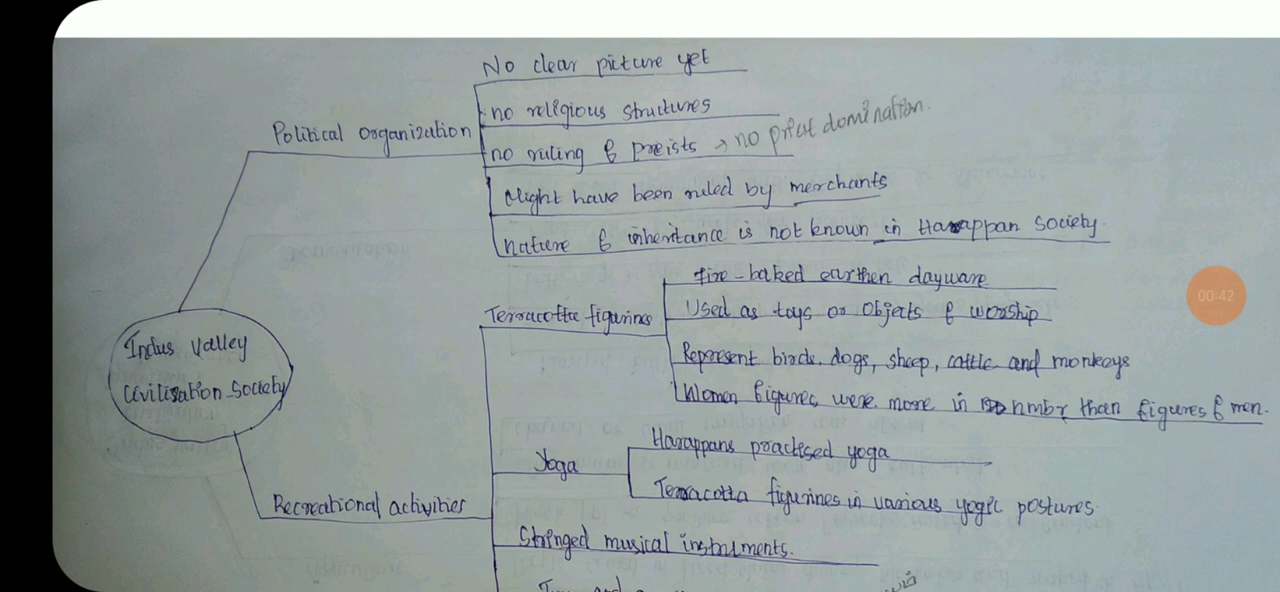 No clear picture yet
Political Organization
no religious structures
no ruling & preists → no priest domination.
Might have been ruled by merchants
nature & inheritance is not known in Harappan Society.
Indus Valley
Civilisation Society
Terracotta figurines
fire-baked earthen clayware
Used as toys or Objects & worship
Represent birds, dogs, sheep, cattle and monkeys
Women figures were more in nmbr than figures & men.
Recreational activities
Yoga
Harappans practised yoga
Terracotta figurines in various yogic postures.
Stringed musical instruments.
00:42